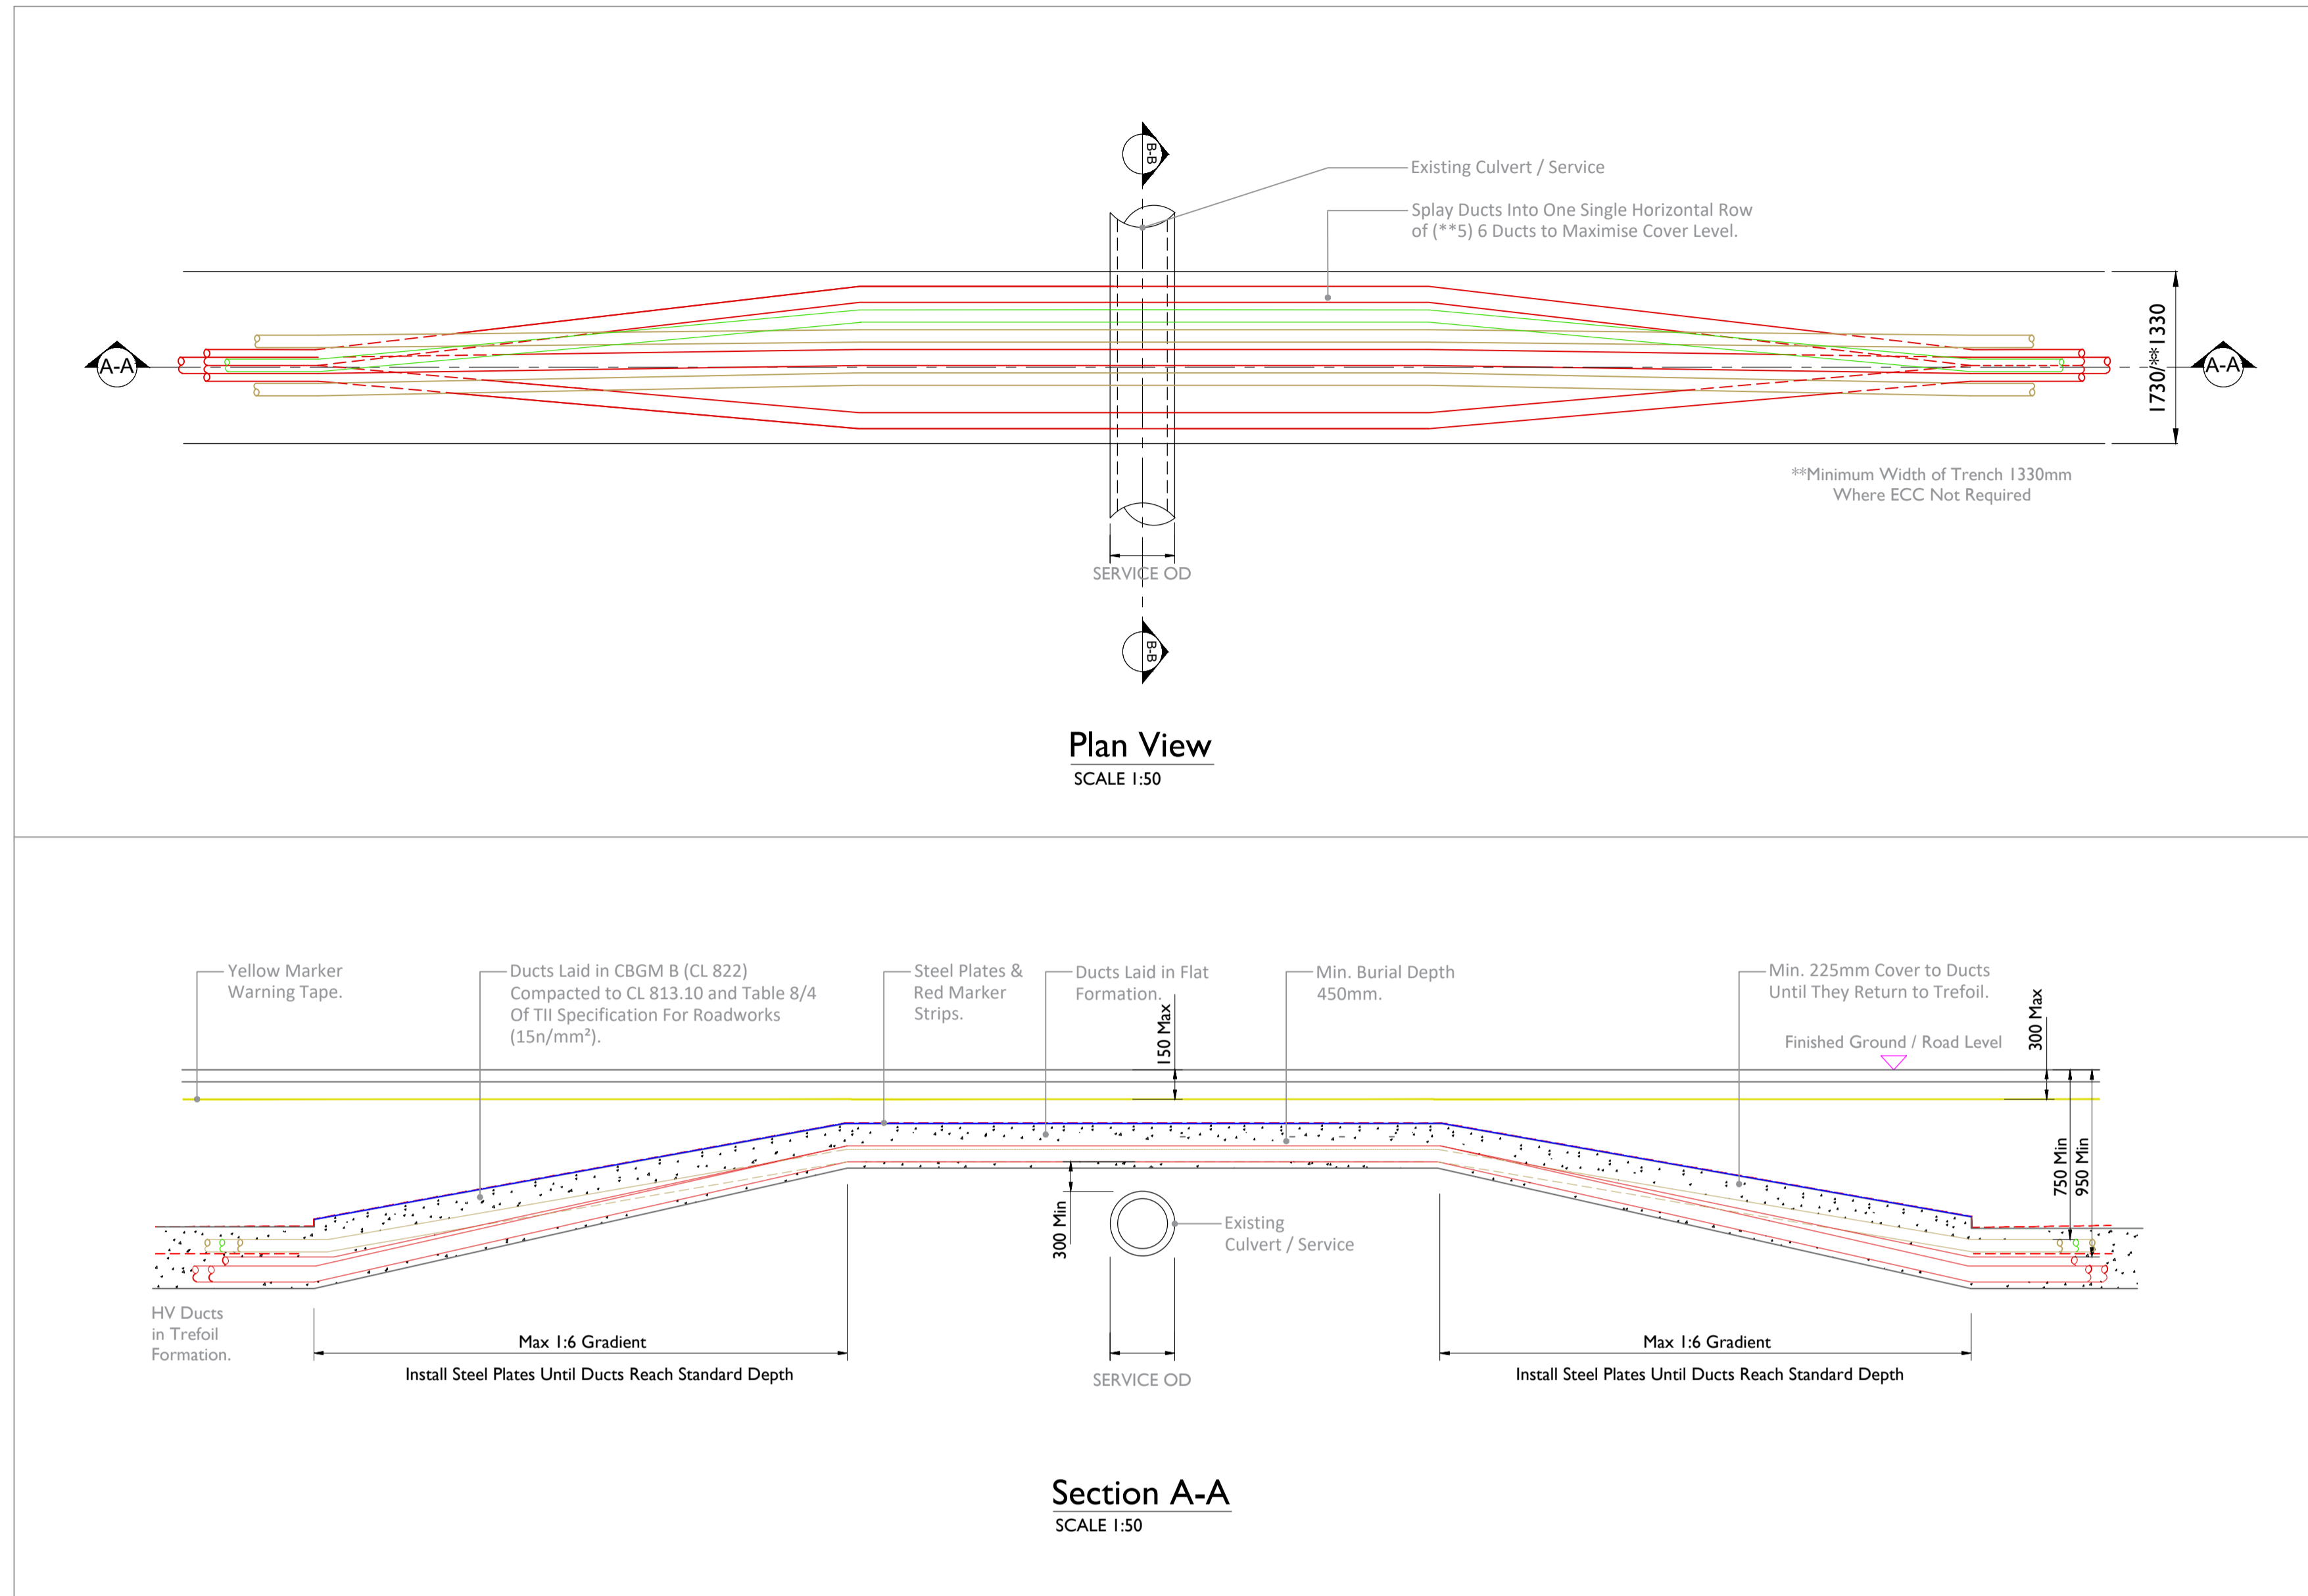 B-B
Existing Culvert / Service
Splay Ducts Into One Single Horizontal Row
of (**5) 6 Ducts to Maximise Cover Level.
A-A
A-A
1730/**1330
**Minimum Width of Trench 1330mm
Where ECC Not Required
SERVICE OD
B-B
Plan View
SCALE 1:50
Yellow Marker
Warning Tape.
Ducts Laid in CBGM B (CL 822)
Compacted to CL 813.10 and Table 8/4
Of TII Specification For Roadworks
(15n/mm²).
Steel Plates &
Red Marker
Strips.
Ducts Laid in Flat
Formation.
150 Max
Min. Burial Depth
450mm.
Min. 225mm Cover to Ducts
Until They Return to Trefoil.
Finished Ground / Road Level
300 Max
750 Min
950 Min
300 Min
Existing
Culvert / Service
HV Ducts
in Trefoil
Formation.
Max 1:6 Gradient
Install Steel Plates Until Ducts Reach Standard Depth
SERVICE OD
Max 1:6 Gradient
Install Steel Plates Until Ducts Reach Standard Depth
Section A-A
SCALE 1:50